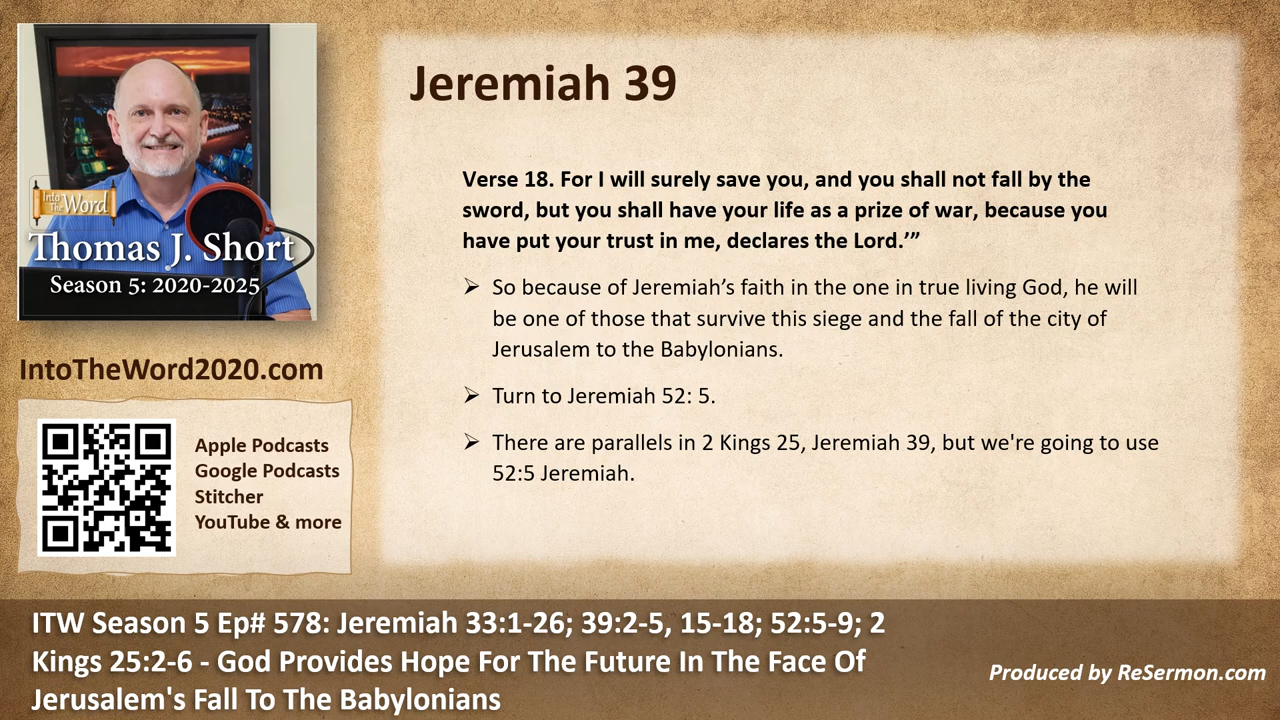 Into
The Word
Thomas J. Short
Season 5: 2020-2025
IntoTheWord2020.com
Apple Podcasts
Google Podcasts
Stitcher
YouTube & more
Jeremiah 39
Verse 18. For I will surely save you, and you shall not fall by the
sword, but you shall have your life as a prize of war, because you
have put your trust in me, declares the Lord.’”
So because of Jeremiah’s faith in the one in true living God, he will
be one of those that survive this siege and the fall of the city of
Jerusalem to the Babylonians.
Turn to Jeremiah 52: 5.
There are parallels in 2 Kings 25, Jeremiah 39, but we're going to use
52:5 Jeremiah.
ITW Season 5 Ep# 578: Jeremiah 33:1-26; 39:2-5, 15-18; 52:5-9; 2
Kings 25:2-6 - God Provides Hope For The Future In The Face Of
Jerusalem's Fall To The Babylonians
Produced by ReSermon.com